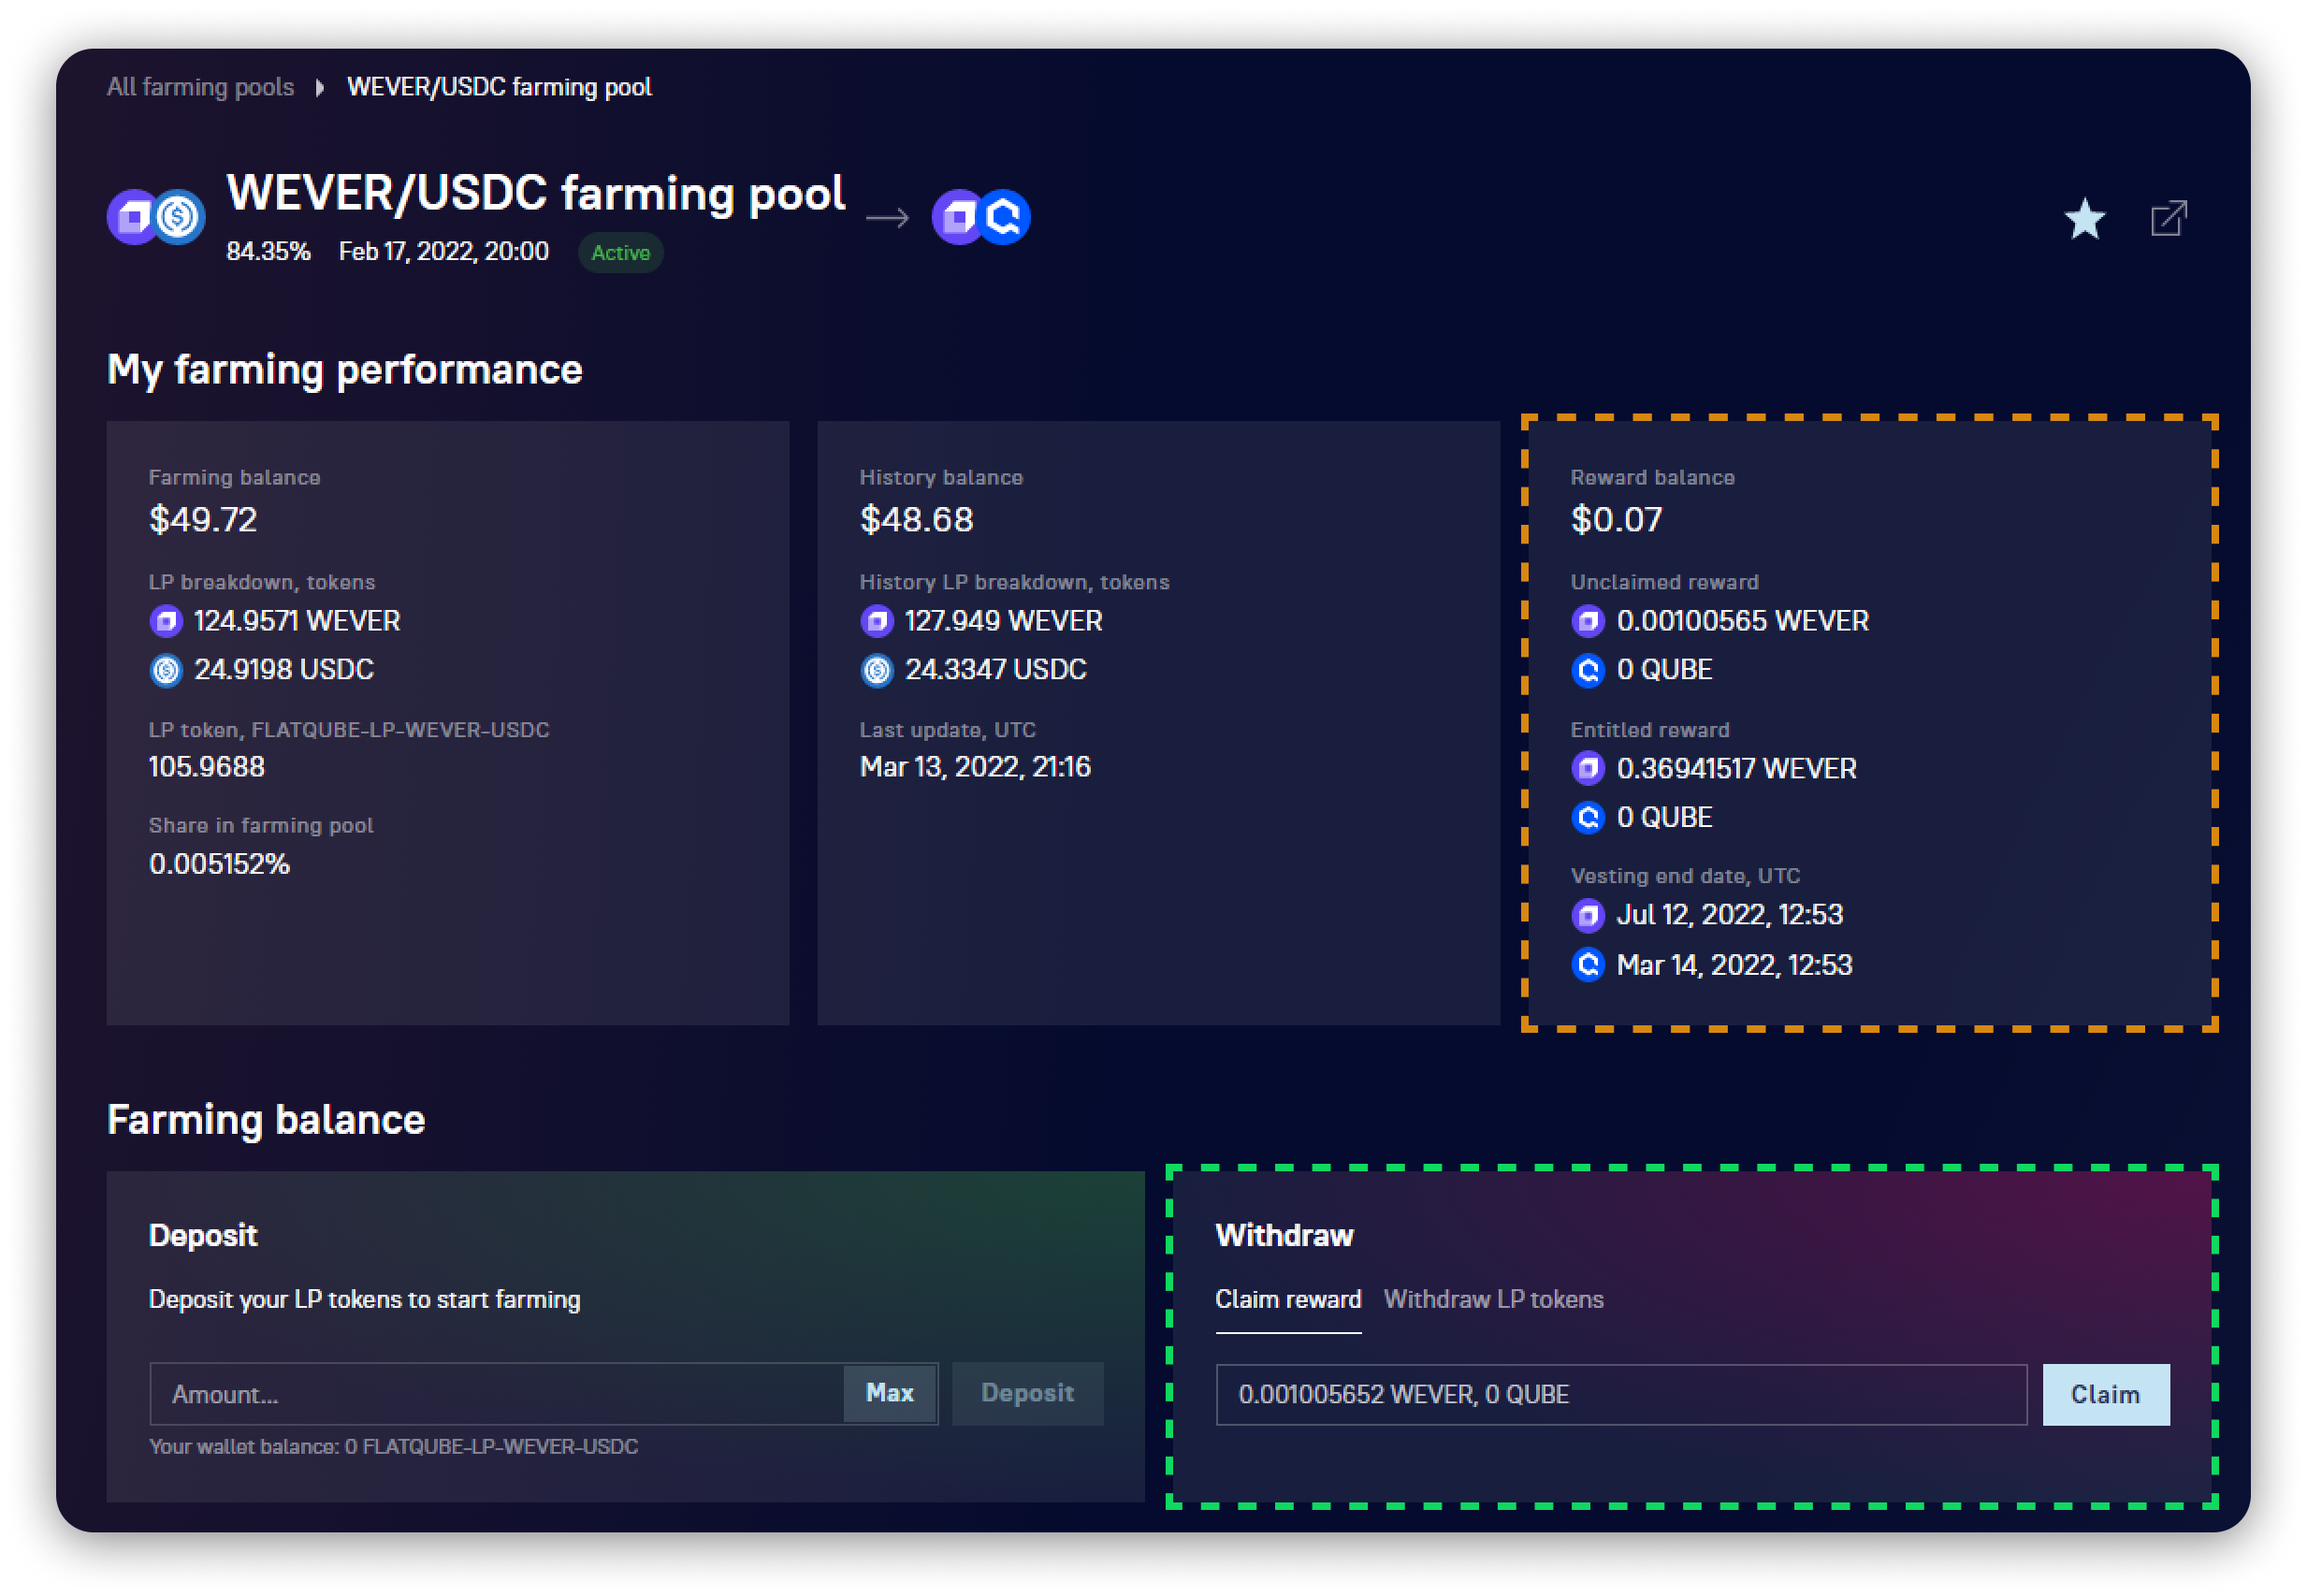 All farming pools WEVER/USDC farming pool
WEVER/USDC farming pool
84.35% Feb 17, 2022, 20:00 Active
My farming performance
Farming balance
$49.72
LP breakdown, tokens
124.9571 WEVER
24.9198 USDC
LP token, FLATQUBE-LP-WEVER-USDC
105.9688
Share in farming pool
0.005152%
History balance
$48.68
History LP breakdown, tokens
127.949 WEVER
24.3347 USDC
Last update, UTC
Mar 13, 2022, 21:16
Reward balance
$0.07
Unclaimed reward
0.00100565 WEVER
0 QUBE
Entitled reward
0.36941517 WEVER
0 QUBE
Vesting end date, UTC
Jul 12, 2022, 12:53
Mar 14, 2022, 12:53
Farming balance
Deposit
Deposit your LP tokens to start farming
Amount... Max Deposit
Your wallet balance: 0 FLATQUBE-LP-WEVER-USDC
Withdraw
Claim reward Withdraw LP tokens
0.001005652 WEVER, 0 QUBE Claim